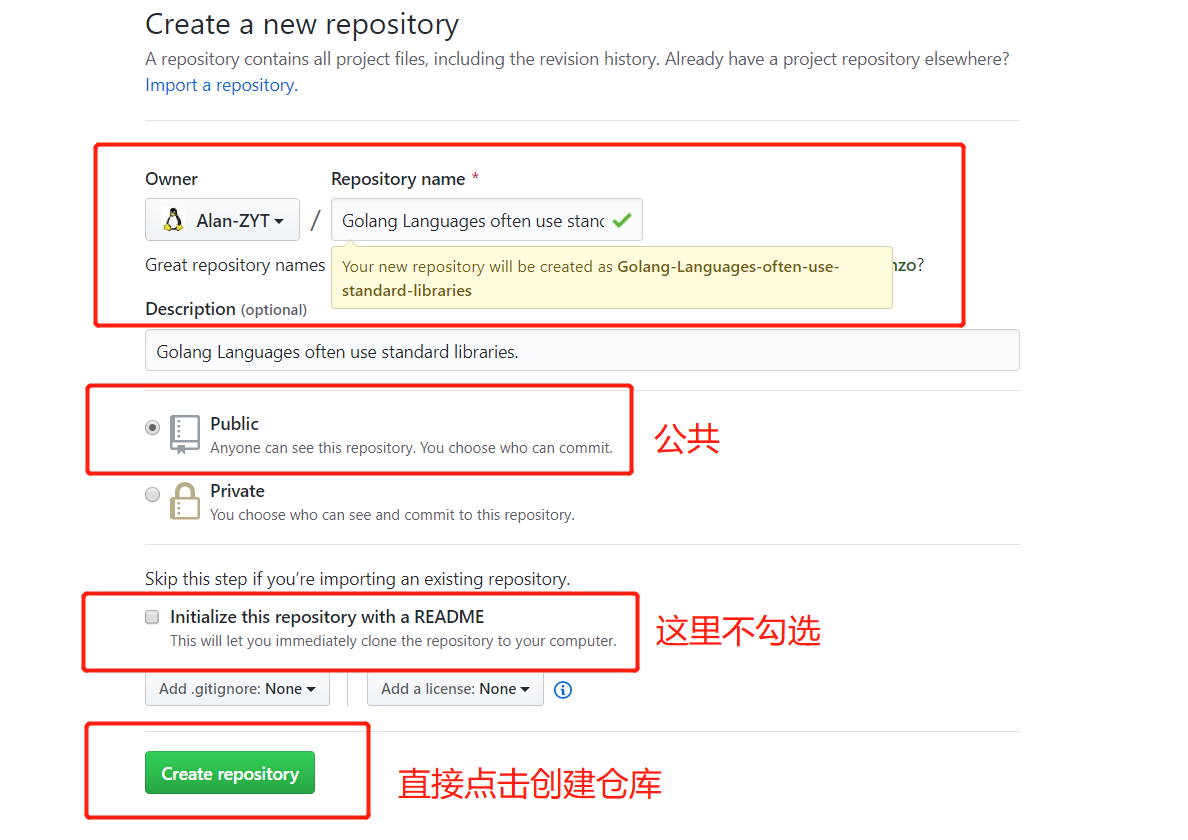 Create a new repository
A repository contains all project files, including the revision history. Already have a project repository elsewhere?
Import a repository.
Owner
Repository name *
Alan-ZYT
/
Golang Languages often use stand
Great repository names
Your new repository will be created as Golang-Languages-often-use-
standard-libraries
nzo?
Description (optional)
Golang Languages often use standard libraries.
Public
Anyone can see this repository. You choose who can commit.
公共
Private
You choose who can see and commit to this repository.
Skip this step if you’re importing an existing repository.
Initialize this repository with a README
This will let you immediately clone the repository to your computer.
这里不勾选
Add .gitignore: None
Add a license: None
Create repository
直接点击创建仓库